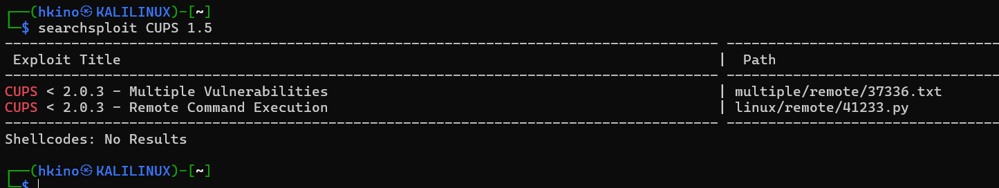 ┌──(hkino㉿KALILINUX)-[~]
└─$ searchsploit CUPS 1.5
---------------------------------------------------------------------------------------- ---------------------------------
 Exploit Title                                                                          |  Path
---------------------------------------------------------------------------------------- ---------------------------------
CUPS < 2.0.3 - Multiple Vulnerabilities                                                 | multiple/remote/37336.txt
CUPS < 2.0.3 - Remote Command Execution                                                 | linux/remote/41233.py
---------------------------------------------------------------------------------------- ---------------------------------
Shellcodes: No Results
┌──(hkino㉿KALILINUX)-[~]
└─$